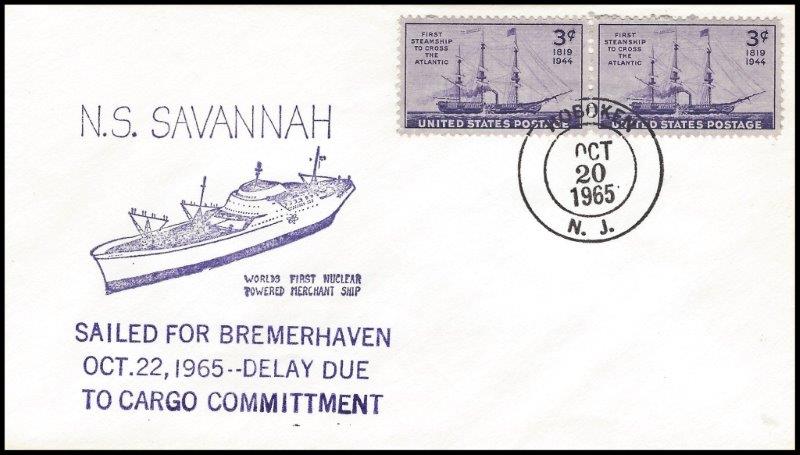 FIRST
STEAMSHIP
TO CROSS
THE
ATLANTIC
3¢
1819
1944
UNITED STATES POSTAGE
FIRST
STEAMSHIP
TO CROSS
THE
ATLANTIC
3¢
1819
1944
UNITED STATES POSTAGE
HOBOKEN
OCT
20
1965
N. J.
N.S. SAVANNAH
WORLDS FIRST NUCLEAR
POWERED MERCHANT SHIP
SAILED FOR BREMERHAVEN
OCT.22,1965--DELAY DUE
TO CARGO COMMITTMENT